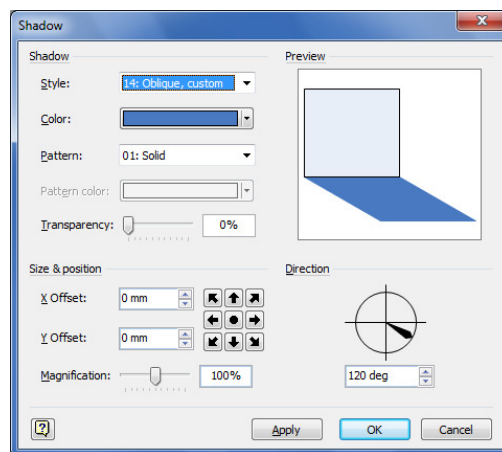 Shadow
Shadow
Style: 14: Oblique, custom
Color:
Pattern: 01: Solid
Pattern color:
Transparency: 0%
Preview
Size & position
X Offset: 0 mm
Y Offset: 0 mm
Magnification: 100%
Direction
120 deg
?
Apply OK Cancel